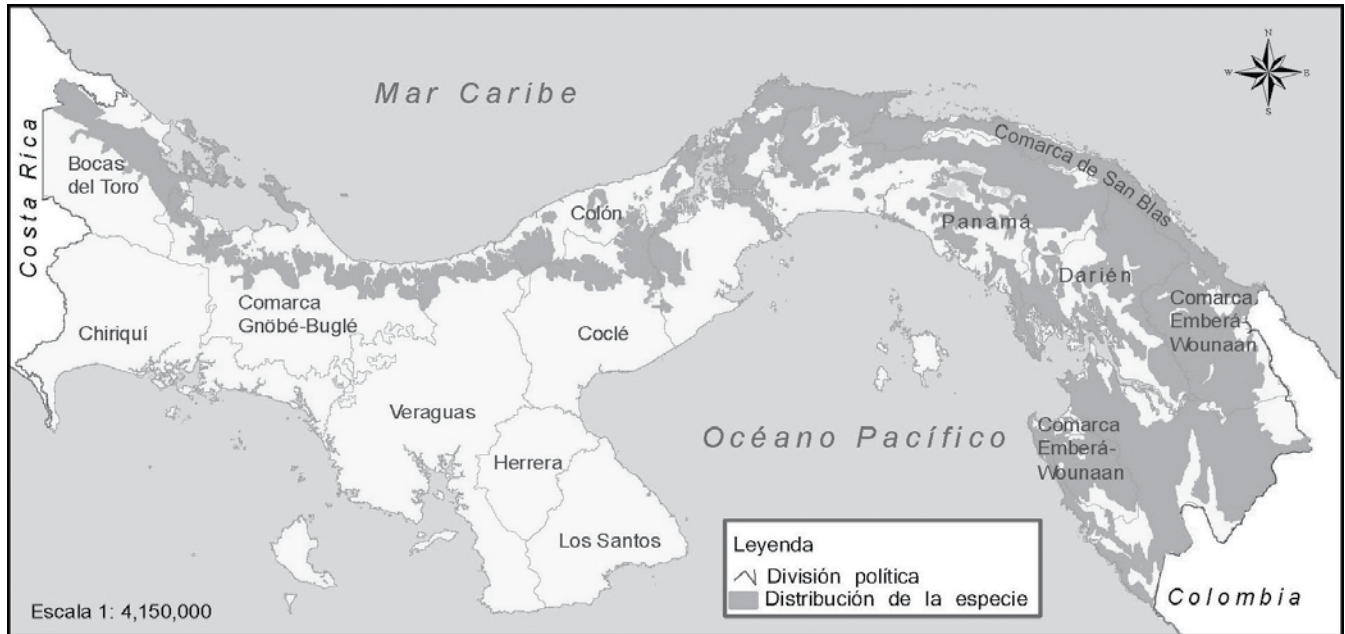 Mar Caribe
N
W
E
S
Costa Rica
Bocas
del Toro
Colón
Comarca de San Blas
Panamá
Darién
Comarca
Gnöbé-Buglé
Comarca
Emberá-
Wounaan
Chiriquí
Coclé
Veraguas
Océano Pacífico
Comarca
Emberá-
Wounaan
Herrera
Los Santos
Leyenda
División política
Distribución de la especie
Colombia
Escala 1: 4,150,000